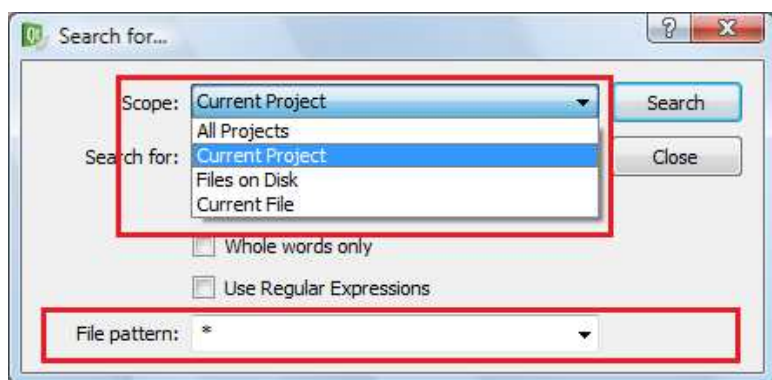 Search for...
Scope: Current Project Search
All Projects
Search for: Current Project Close
Files on Disk
Current File
Whole words only
Use Regular Expressions
File pattern: *